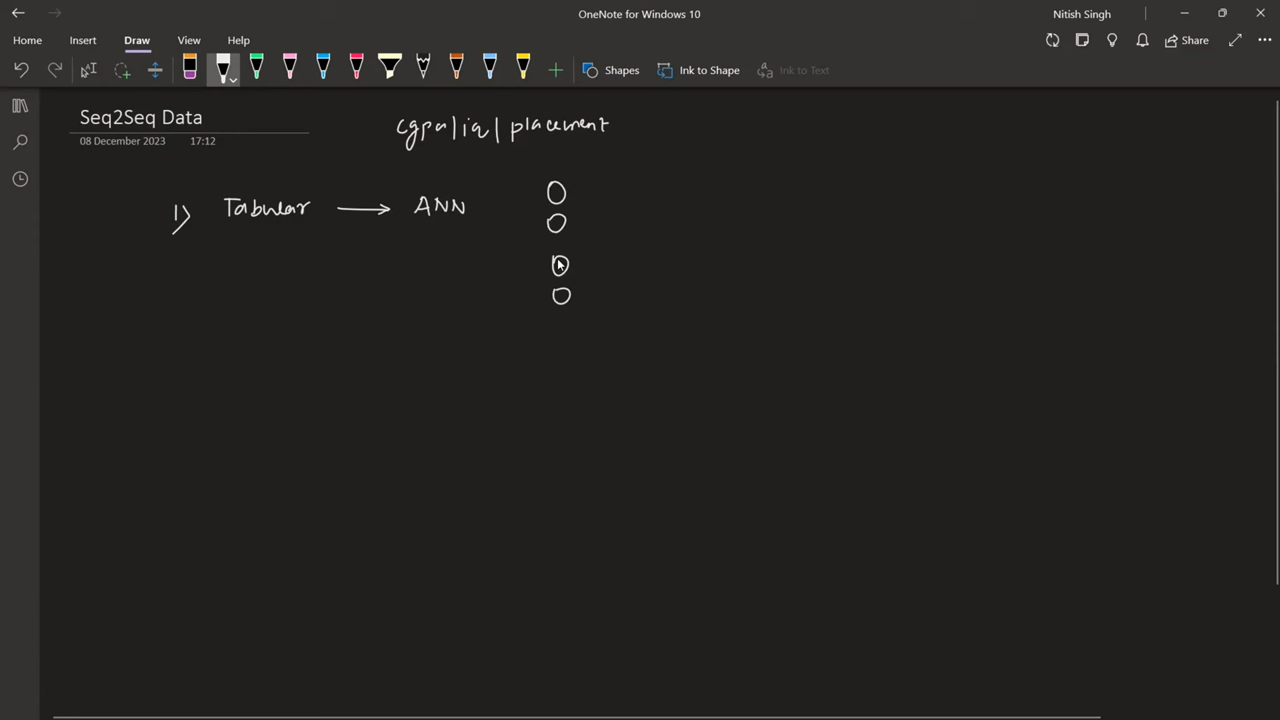 OneNote for Windows 10
Nitish Singh
Home Insert Draw View Help
Share
Shapes Ink to Shape Ink to Text
Seq2Seq Data
08 December 2023 17:12
cgpa | iq | placement
1) Tabular → ANN